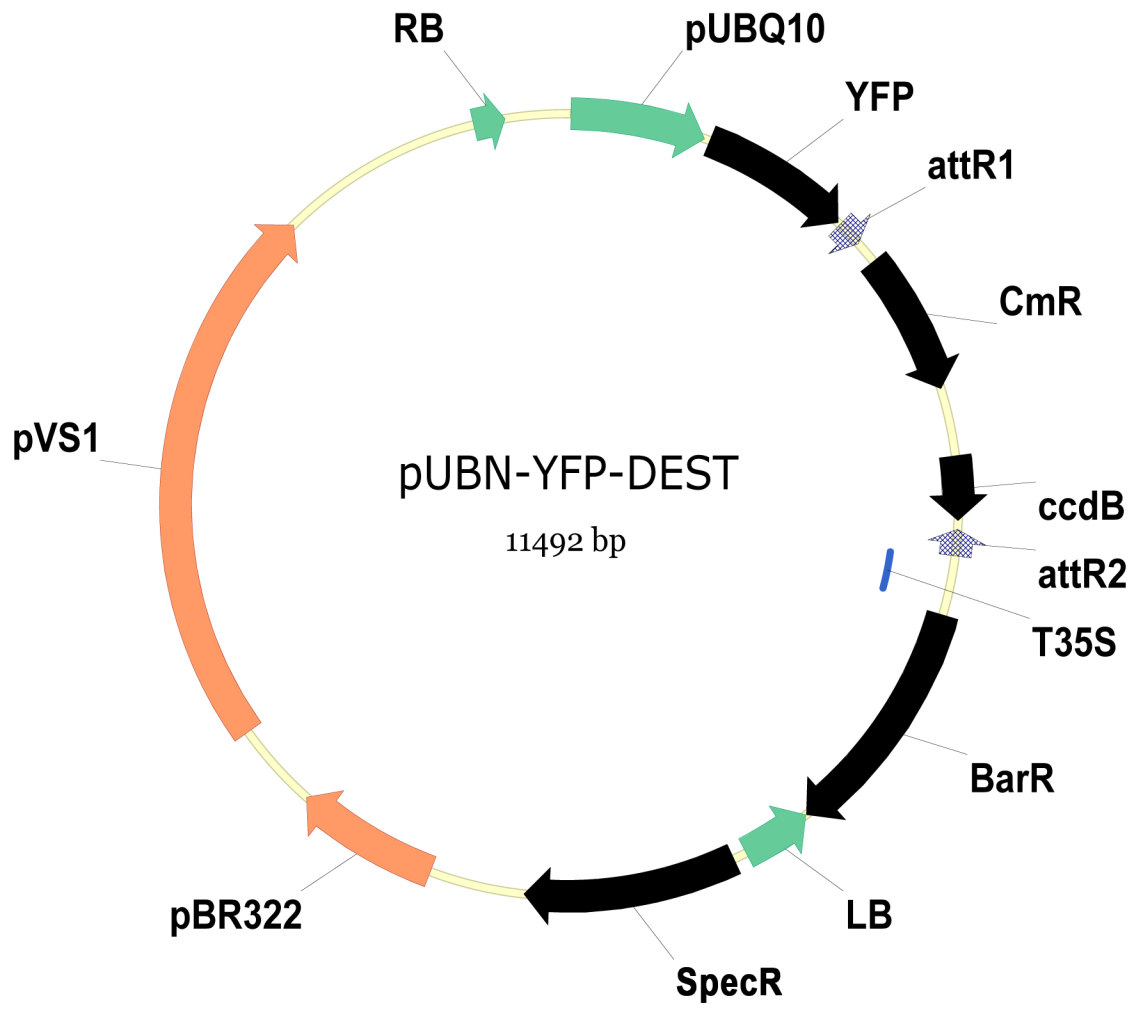 RB
pUBQ10
YFP
attR1
CmR
pVS1
pUBN-YFP-DEST
11492 bp
ccdB
attR2
T35S
BarR
pBR322
LB
SpecR